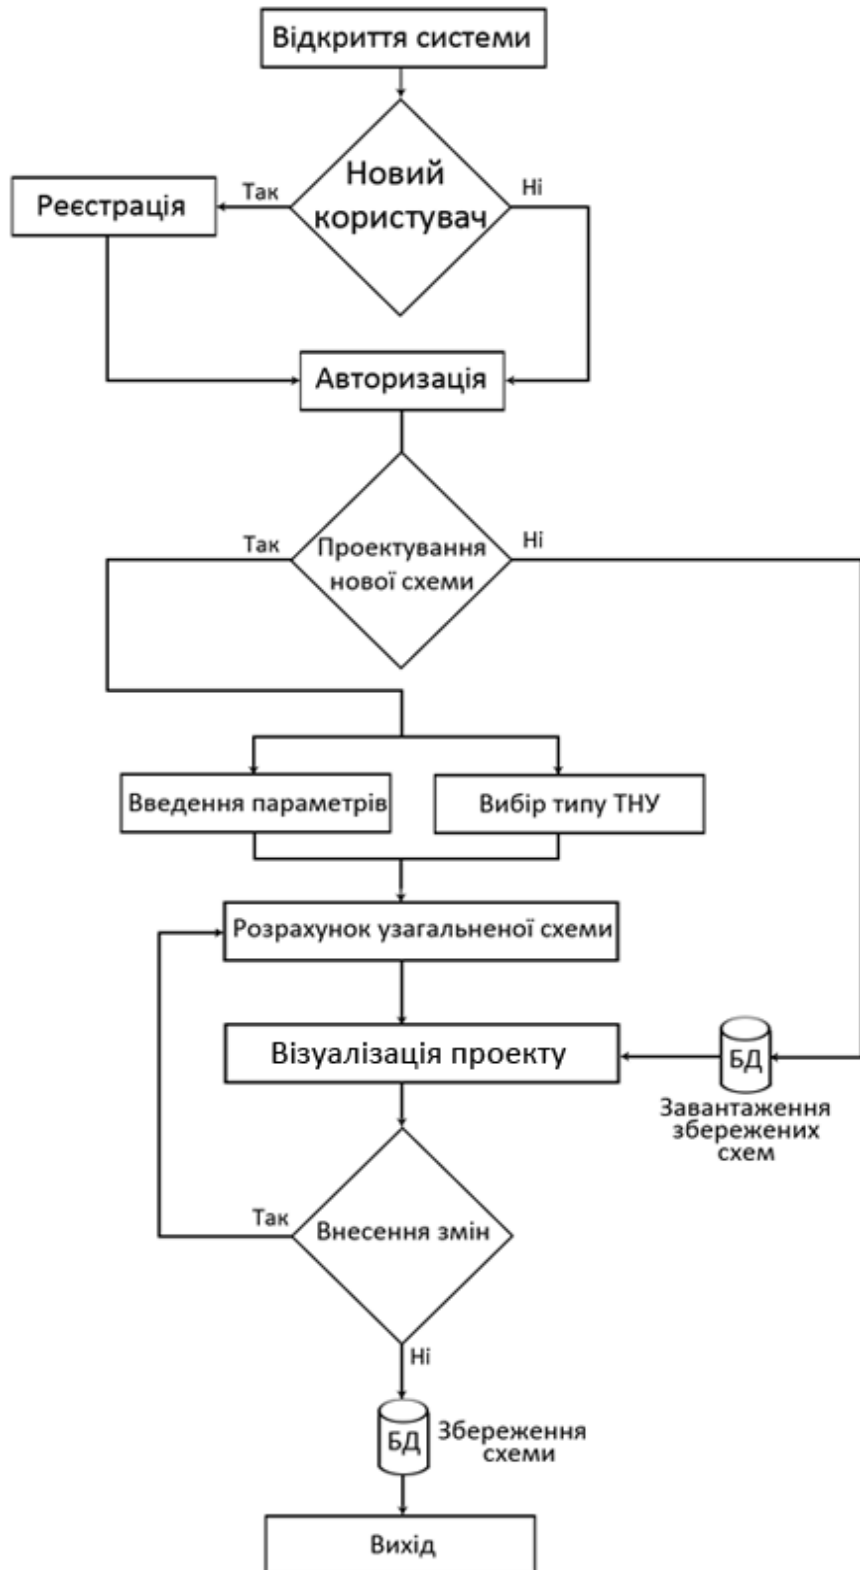 Відкриття системи
Новий
користувач
Так
Ні
Реєстрація
Авторизація
Так
Ні
Проектування
нової схеми
Введення параметрів
Вибір типу ТНУ
Розрахунок узагальненої схеми
Візуалізація проекту
БД
Завантаження
збережених
схем
Так
Внесення змін
Ні
БД
Збереження
схеми
Вихід